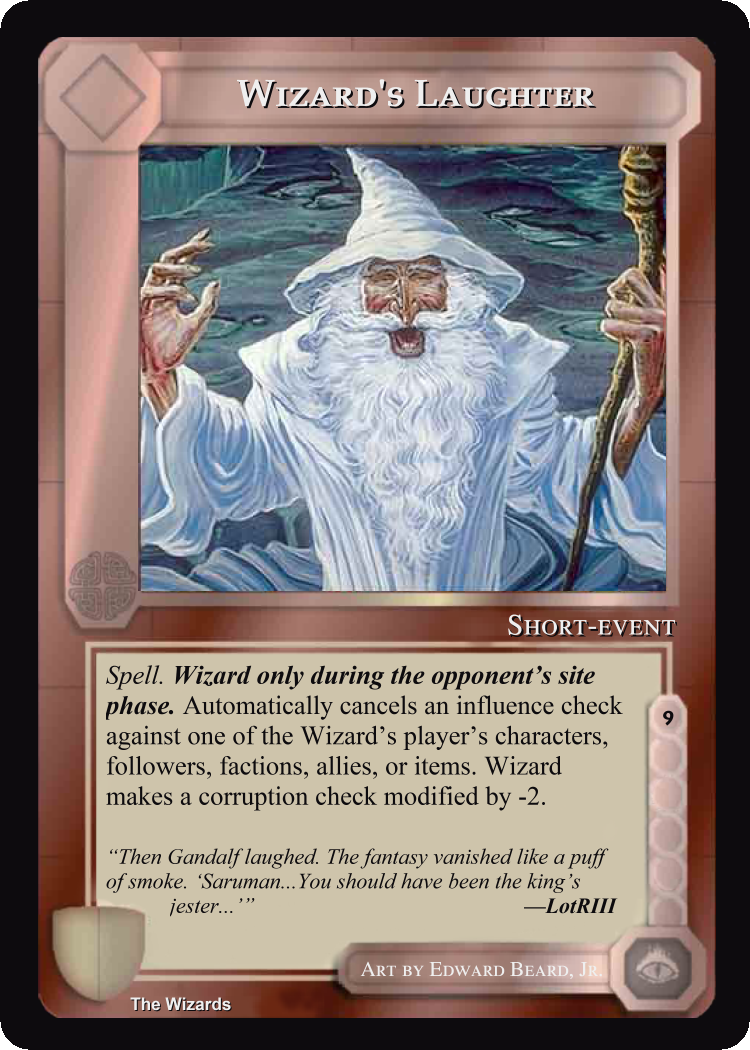 Wizard's Laughter
Short-event
Spell. Wizard only during the opponent’s site
phase. Automatically cancels an influence check
against one of the Wizard’s player’s characters,
followers, factions, allies, or items. Wizard
makes a corruption check modified by -2.
9
“Then Gandalf laughed. The fantasy vanished like a puff
of smoke. ‘Saruman...You should have been the king’s
jester...’” —LotRIII
Art by Edward Beard, Jr.
The Wizards